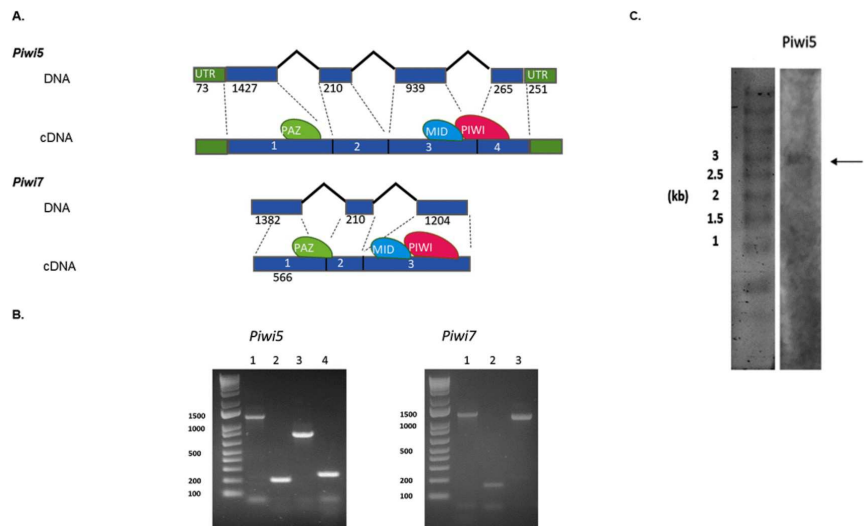 A.
Piwi5
DNA
UTR
UTR
73
1427
210
939
265
251
cDNA
PAZ
MID
PIWI
1
2
3
4
Piwi7
DNA
1382
210
1204
cDNA
PAZ
MID
PIWI
1
2
3
566
B.
Piwi5
1 2 3 4
1500
1000
500
200
100
Piwi7
1 2 3
1500
1000
500
200
100
C.
Piwi5
3
2.5
(kb)
2
1.5
1